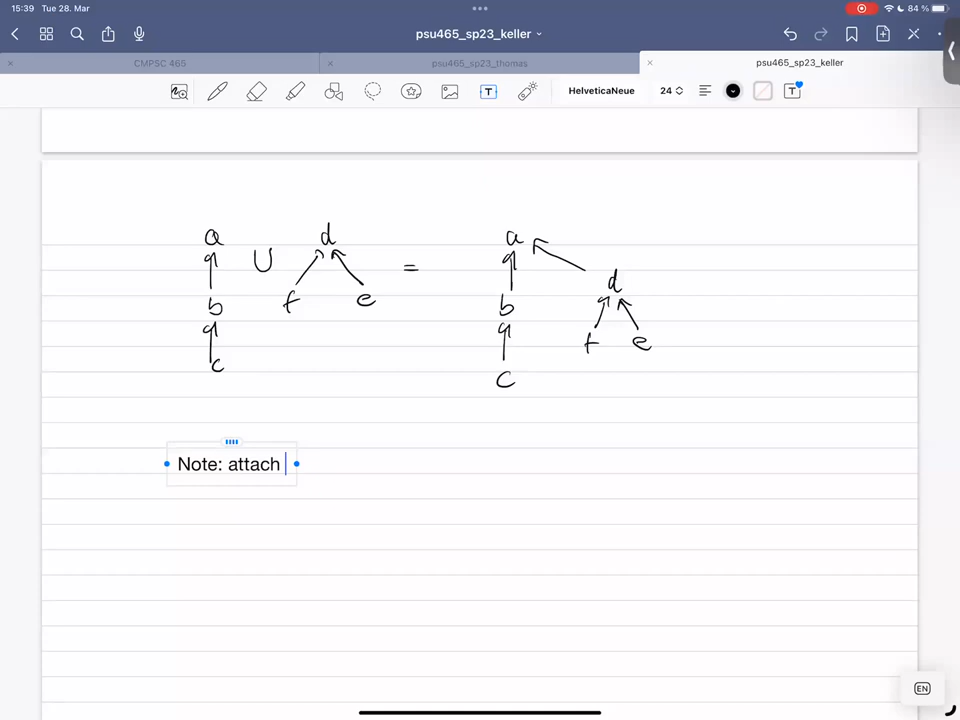 15:39 Tue 28. Mar 84 %
psu465_sp23_keller
CMPSC 465 psu465_sp23_thomas psu465_sp23_keller
HelveticaNeue 24 T
a U d = a
d
b f e b
f e
c c
Note: attach
EN